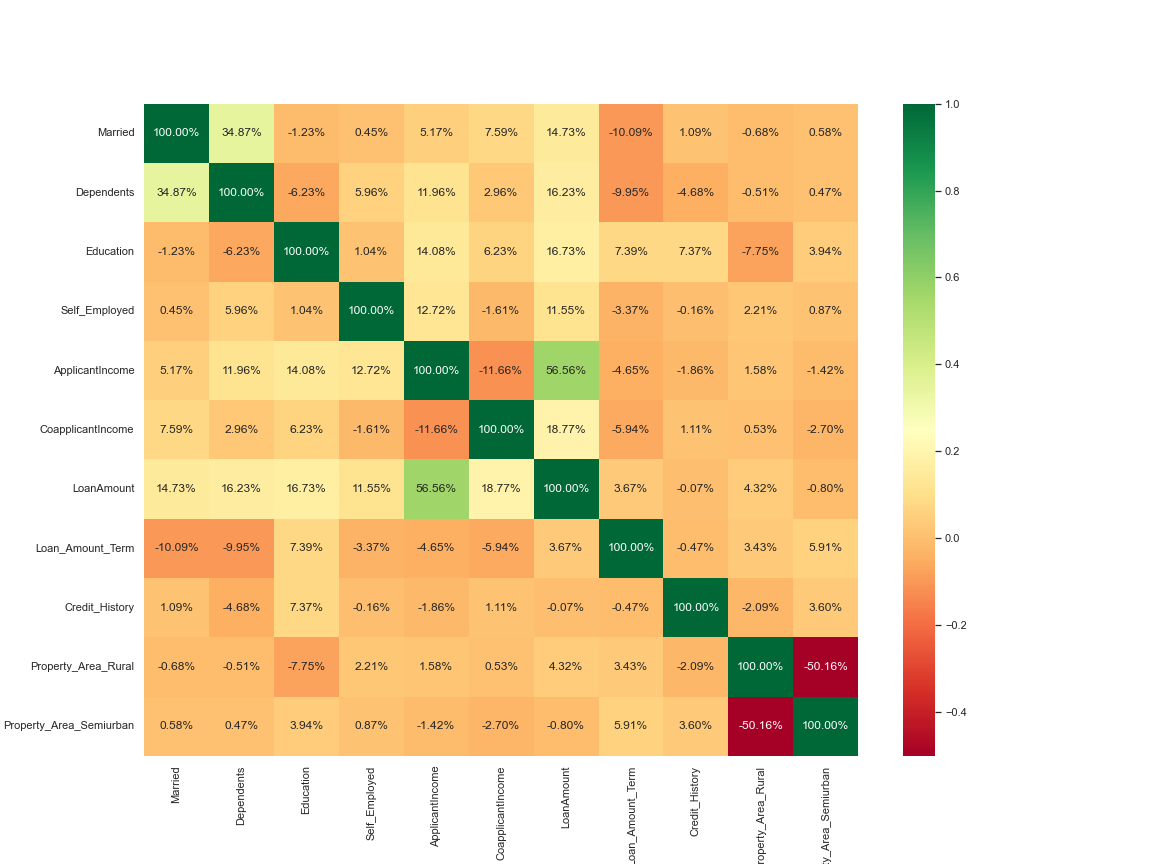 Married 100.00% 34.87% -1.23% 0.45% 5.17% 7.59% 14.73% -10.09% 1.09% -0.68% 0.58%
Dependents 34.87% 100.00% -6.23% 5.96% 11.96% 2.96% 16.23% -9.95% -4.68% -0.51% 0.47%
Education -1.23% -6.23% 100.00% 1.04% 14.08% 6.23% 16.73% 7.39% 7.37% -7.75% 3.94%
Self_Employed 0.45% 5.96% 1.04% 100.00% 12.72% -1.61% 11.55% -3.37% -0.16% 2.21% 0.87%
ApplicantIncome 5.17% 11.96% 14.08% 12.72% 100.00% -11.66% 56.56% -4.65% -1.86% 1.58% -1.42%
CoapplicantIncome 7.59% 2.96% 6.23% -1.61% -11.66% 100.00% 18.77% -5.94% 1.11% 0.53% -2.70%
LoanAmount 14.73% 16.23% 16.73% 11.55% 56.56% 18.77% 100.00% 3.67% -0.07% 4.32% -0.80%
Loan_Amount_Term -10.09% -9.95% 7.39% -3.37% -4.65% -5.94% 3.67% 100.00% -0.47% 3.43% 5.91%
Credit_History 1.09% -4.68% 7.37% -0.16% -1.86% 1.11% -0.07% -0.47% 100.00% -2.09% 3.60%
Property_Area_Rural -0.68% -0.51% -7.75% 2.21% 1.58% 0.53% 4.32% 3.43% -2.09% 100.00% -50.16%
Property_Area_Semiurban 0.58% 0.47% 3.94% 0.87% -1.42% -2.70% -0.80% 5.91% 3.60% -50.16% 100.00%
Married
Dependents
Education
Self_Employed
ApplicantIncome
CoapplicantIncome
LoanAmount
oan_Amount_Term
Credit_History
roperty_Area_Rural
y_Area_Semiurban
1.0
0.8
0.6
0.4
0.2
0.0
−0.2
−0.4